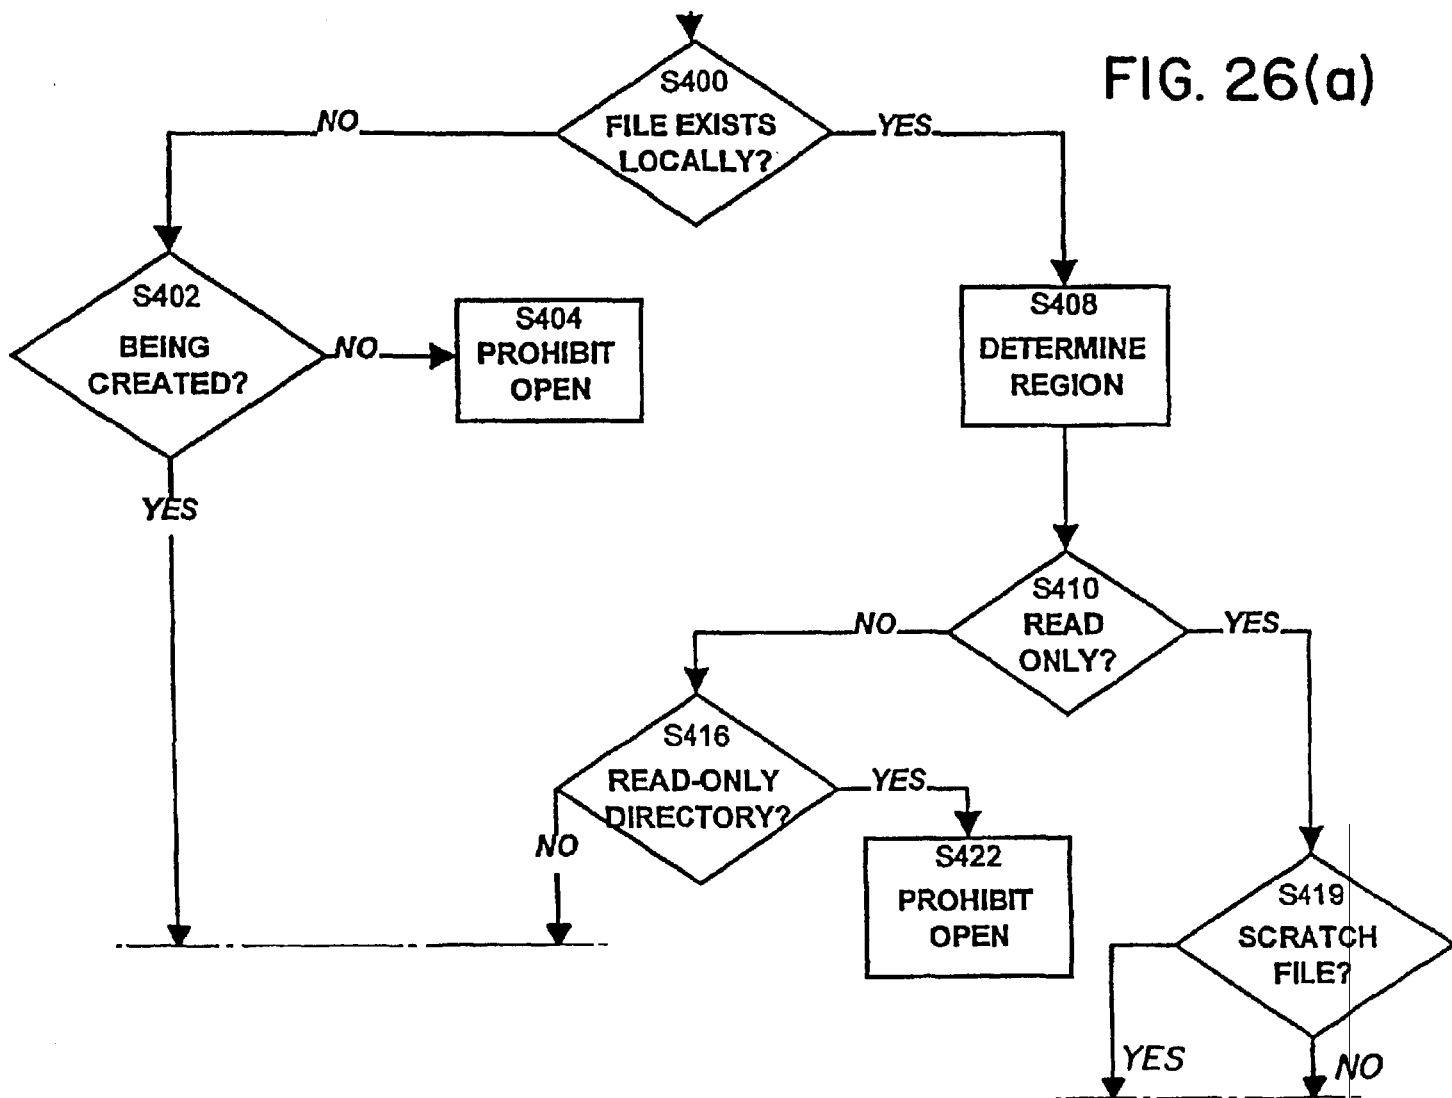 FIG. 26(a)
S400
FILE EXISTS
LOCALLY?
NO
YES
S402
BEING
CREATED?
NO
S404
PROHIBIT
OPEN
YES
S408
DETERMINE
REGION
S410
READ
ONLY?
NO
YES
S416
READ-ONLY
DIRECTORY?
YES
NO
S422
PROHIBIT
OPEN
S419
SCRATCH
FILE?
YES
NO